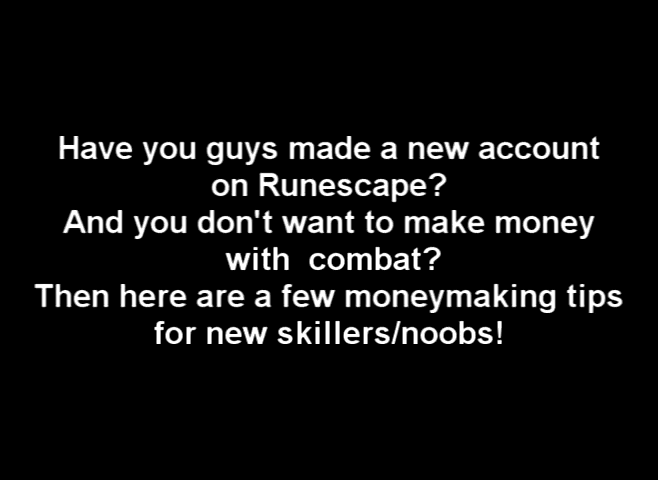 Have you guys made a new account
on Runescape?
And you don't want to make money
with  combat?
Then here are a few moneymaking tips
for new skillers/noobs!